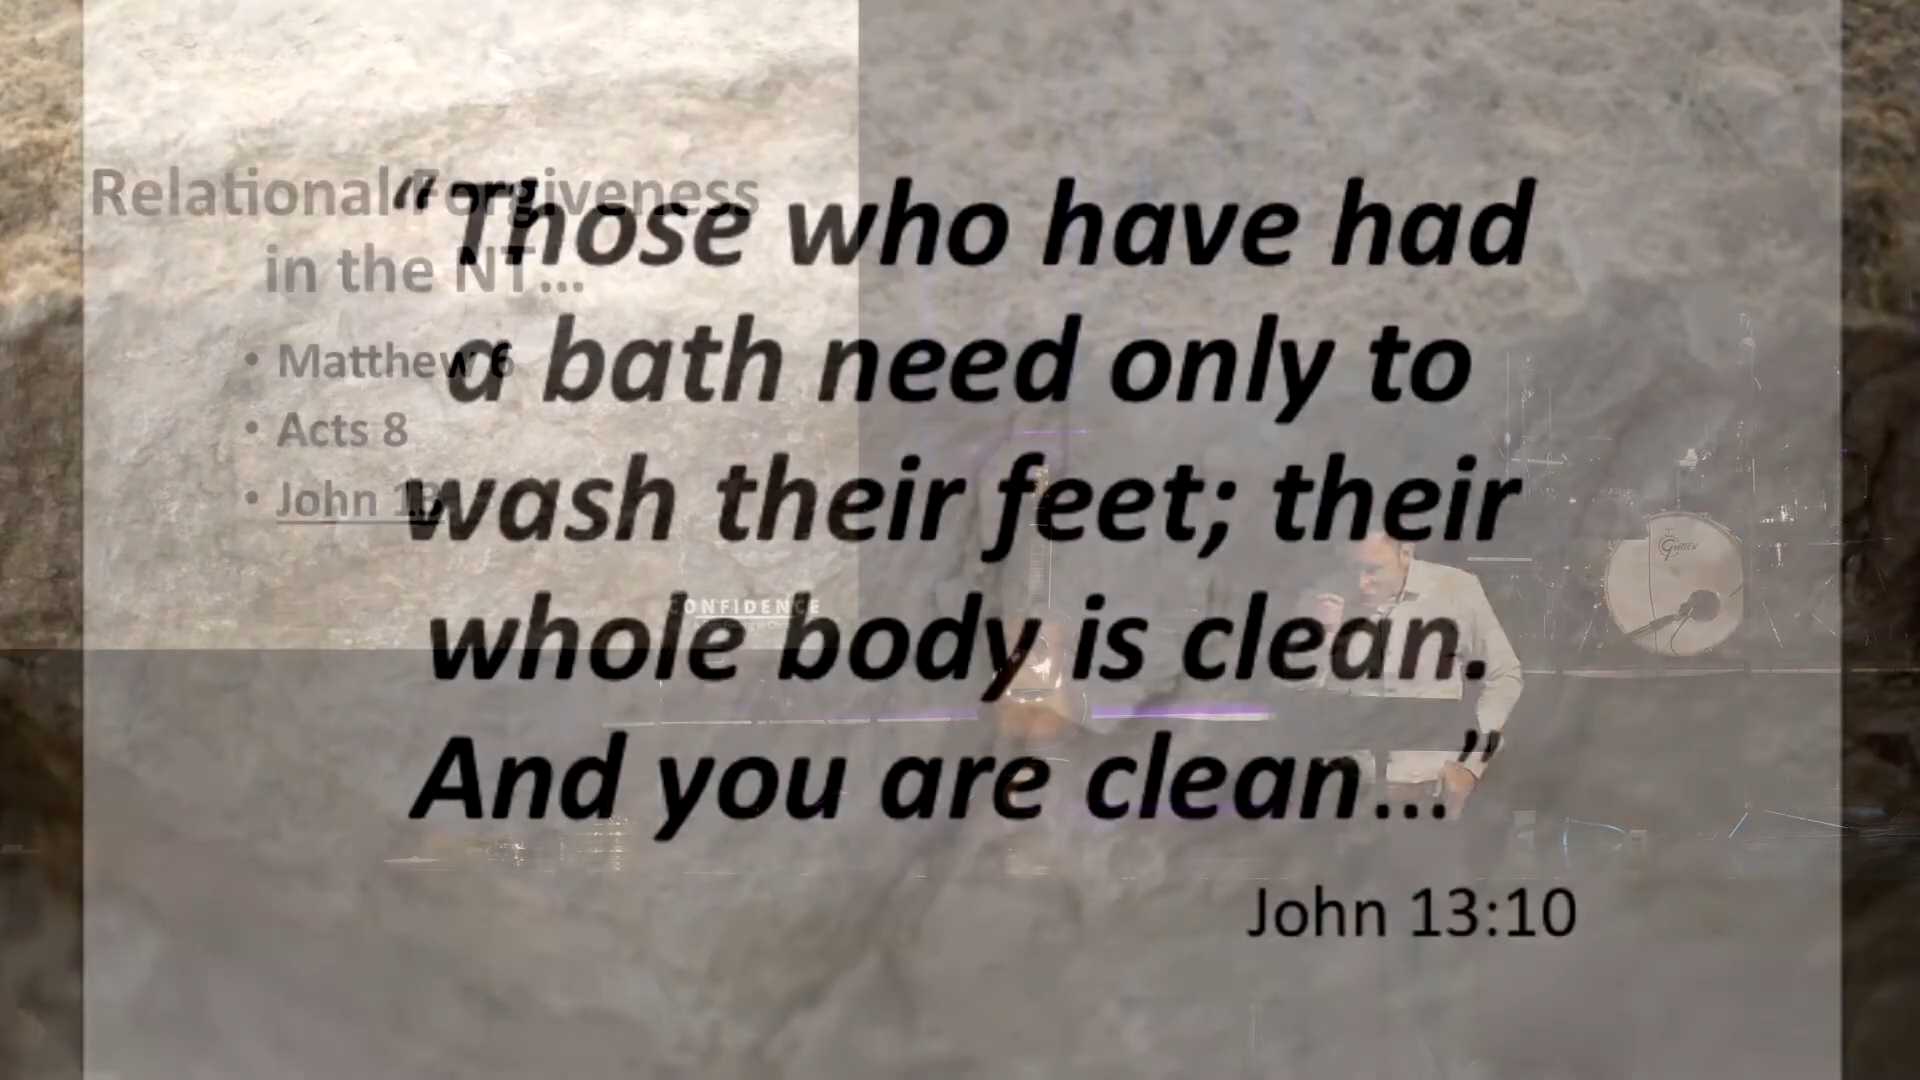 Relational Forgiveness
in the NT...
• Matthew 6
• Acts 8
• John 13
CONFIDENCE
“Those who have had
a bath need only to
wash their feet; their
whole body is clean.
And you are clean...”
John 13:10
Gretsch